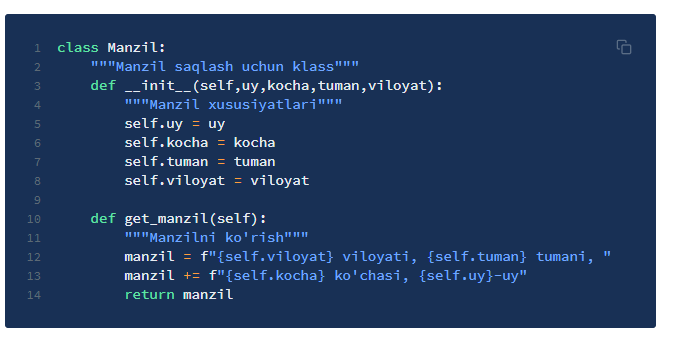 1 class Manzil:
2     """Manzil saqlash uchun klass"""
3     def __init__(self,uy,kocha,tuman,viloyat):
4         """Manzil xususiyatlari"""
5         self.uy = uy
6         self.kocha = kocha
7         self.tuman = tuman
8         self.viloyat = viloyat
9
10     def get_manzil(self):
11         """Manzilni ko'rish"""
12         manzil = f"{self.viloyat} viloyati, {self.tuman} tumani, "
13         manzil += f"{self.kocha} ko'chasi, {self.uy}-uy"
14         return manzil